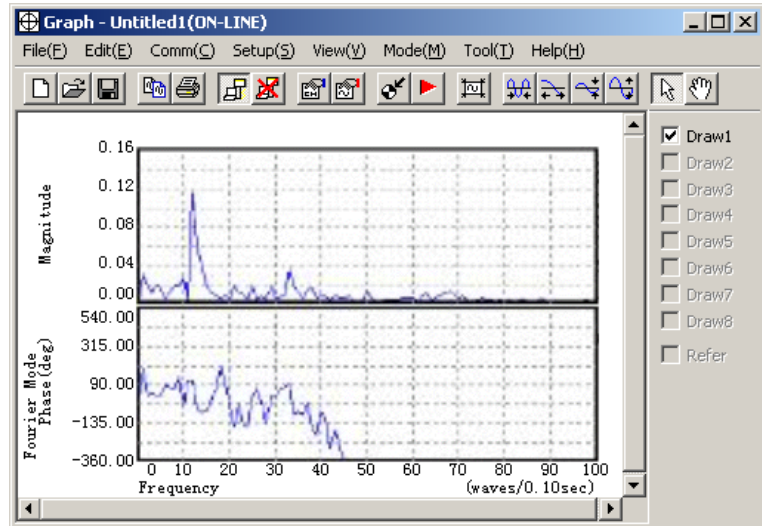 Graph - Untitled1(ON-LINE)
File(F) Edit(E) Comm(C) Setup(S) View(V) Mode(M) Tool(T) Help(H)
CH
Magnitude
0.16
0.12
0.08
0.04
0.00
Fourier Mode
Phase(deg)
540.00
315.00
90.00
-135.00
-360.00
0 10 20 30 40 50 60 70 80 90 100
Frequency (waves/0.10sec)
Draw1
Draw2
Draw3
Draw4
Draw5
Draw6
Draw7
Draw8
Refer